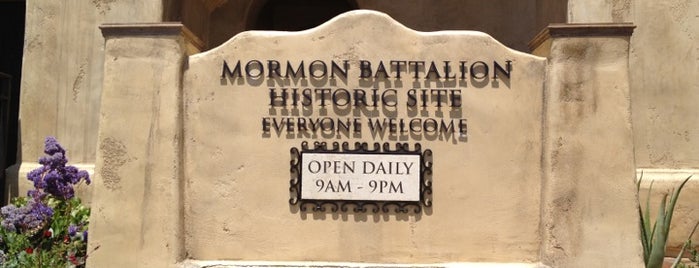 MORMON BATTALION
HISTORIC SITE
EVERYONE WELCOME
OPEN DAILY
9AM - 9PM